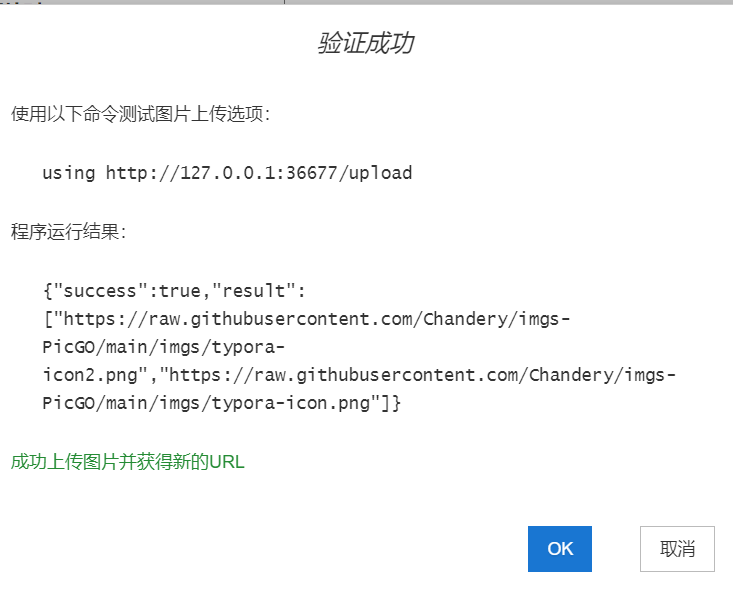 验证成功
使用以下命令测试图片上传选项：
using http://127.0.0.1:36677/upload
程序运行结果：
{"success":true,"result":
["https://raw.githubusercontent.com/Chandery/imgs-
PicGO/main/imgs/typora-
icon2.png","https://raw.githubusercontent.com/Chandery/imgs-
PicGO/main/imgs/typora-icon.png"]}
成功上传图片并获得新的URL
OK
取消